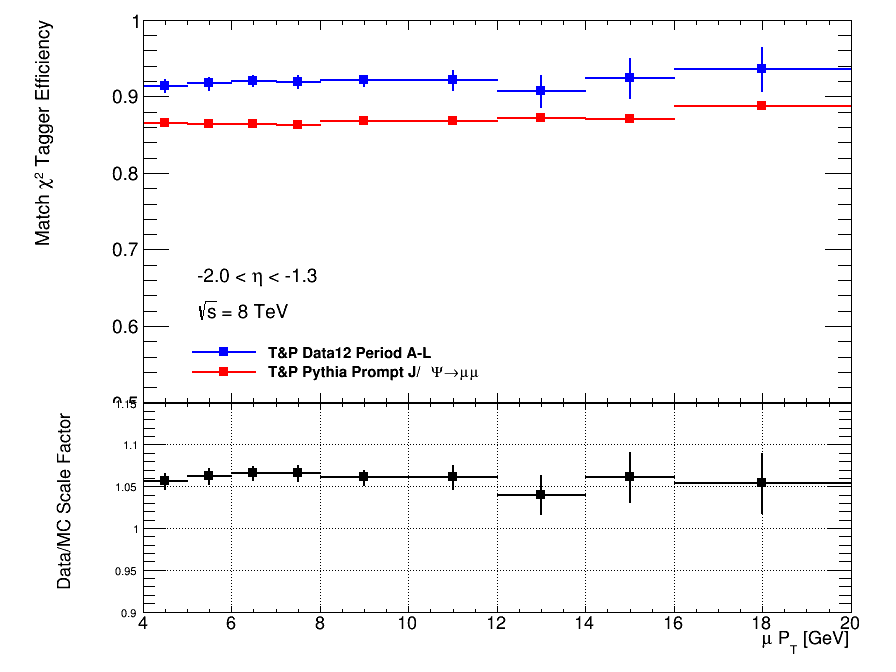 Match χ² Tagger Efficiency
1
0.9
0.8
0.7
0.6
0.5
-2.0 < η < -1.3
√s = 8 TeV
T&P Data12 Period A-L
T&P Pythia Prompt J/ Ψ→μμ
Data/MC Scale Factor
1.15
1.1
1.05
1
0.95
0.9
4 6 8 10 12 14 16 18 20
μ P_T [GeV]